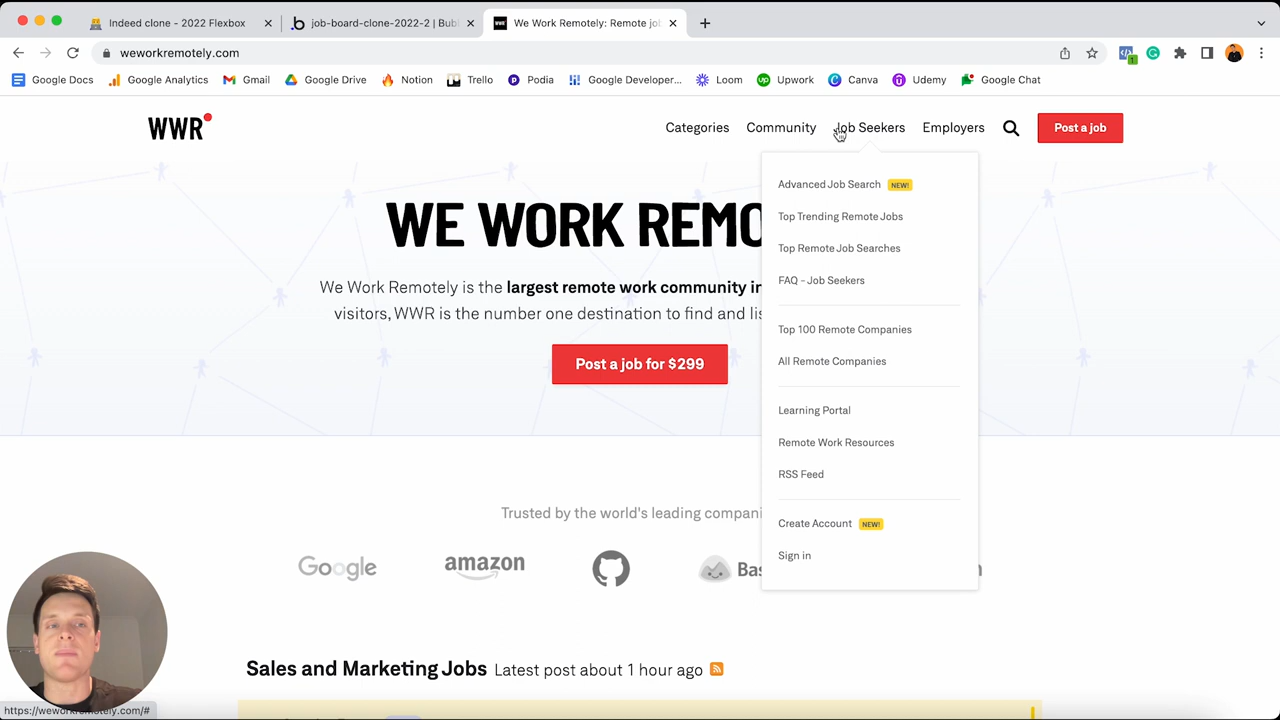 Indeed clone - 2022 Flexbox
job-board-clone-2022-2 | Bub
We Work Remotely: Remote jo
weworkremotely.com
Google Docs
Google Analytics
Gmail
Google Drive
Notion
Trello
Podia
Google Developer...
Loom
Upwork
Canva
Udemy
Google Chat
WWR
Categories
Community
Job Seekers
Employers
Post a job
Advanced Job Search NEW!
Top Trending Remote Jobs
Top Remote Job Searches
FAQ - Job Seekers
Top 100 Remote Companies
All Remote Companies
Learning Portal
Remote Work Resources
RSS Feed
Create Account NEW!
Sign in
WE WORK REMO
We Work Remotely is the largest remote work community i
visitors, WWR is the number one destination to find and li
Post a job for $299
Trusted by the world's leading compani
Google
amazon
Bas
Sales and Marketing Jobs Latest post about 1 hour ago
https://weworkremotely.com/#